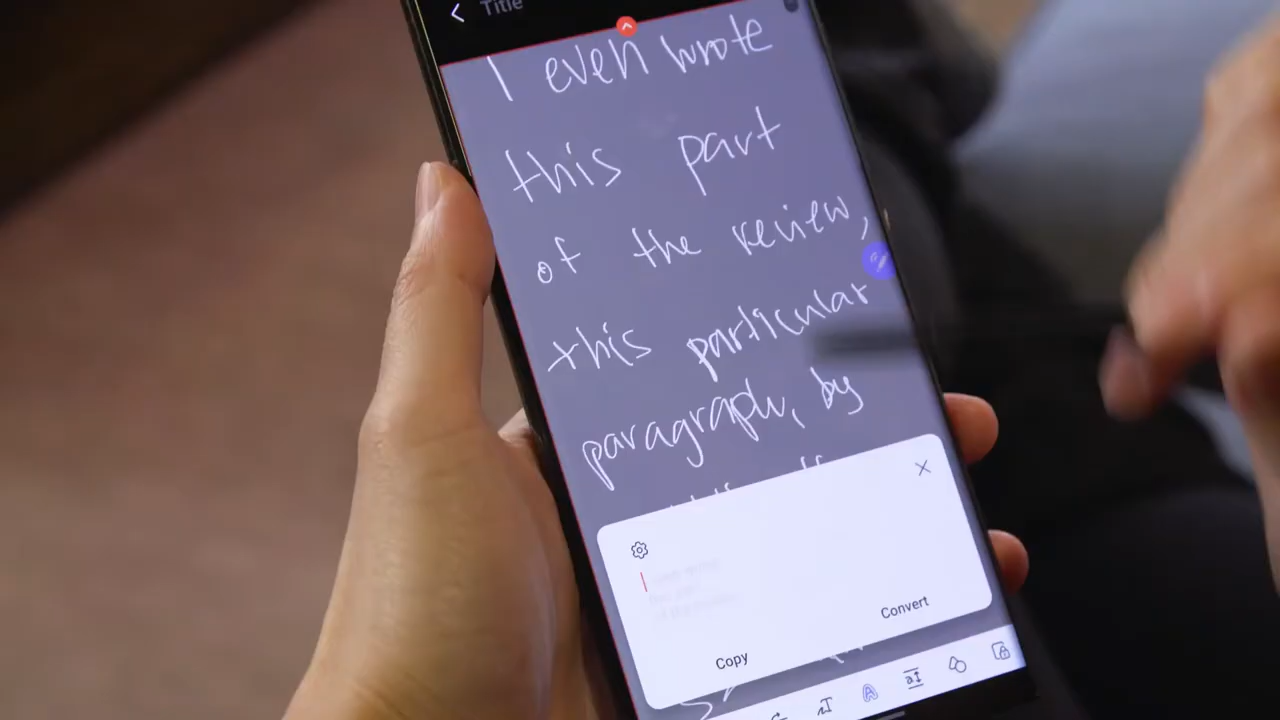 Title
I even wrote
this part
of the review,
this particular
paragraph, by
Convert
Copy